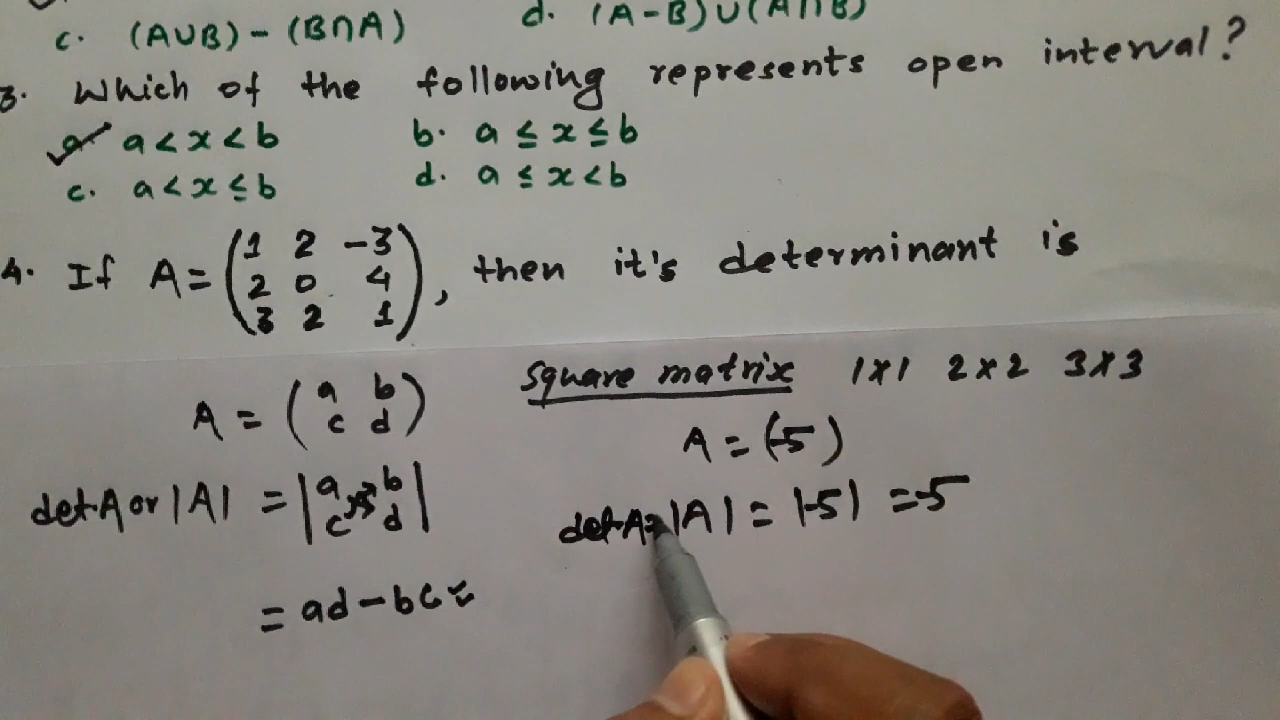 c. (A∪B) - (B∩A) d. (A-B)∪(A∩B)
3. Which of the following represents open interval?
a. a<x<b b. a≤x≤b
c. a<x≤b d. a≤x<b
4. If A = (1 2 -3
2 0 4
3 2 1), then it's determinant is
Square matrix 1×1 2×2 3×3
A = (a b
c d)
A = (-5)
det.A or |A| = |a b
c d|
det.A = |A| = |-5| = -5
= ad - bc